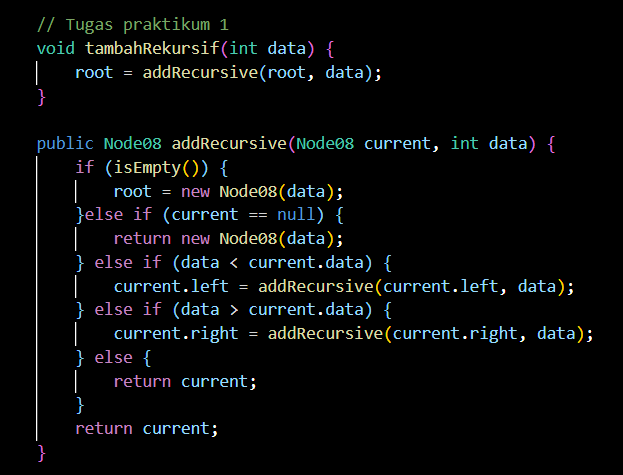 // Tugas praktikum 1
void tambahRekursif(int data) {
    root = addRecursive(root, data);
}

public Node08 addRecursive(Node08 current, int data) {
    if (isEmpty()) {
        root = new Node08(data);
    }else if (current == null) {
        return new Node08(data);
    } else if (data < current.data) {
        current.left = addRecursive(current.left, data);
    } else if (data > current.data) {
        current.right = addRecursive(current.right, data);
    } else {
        return current;
    }
    return current;
}